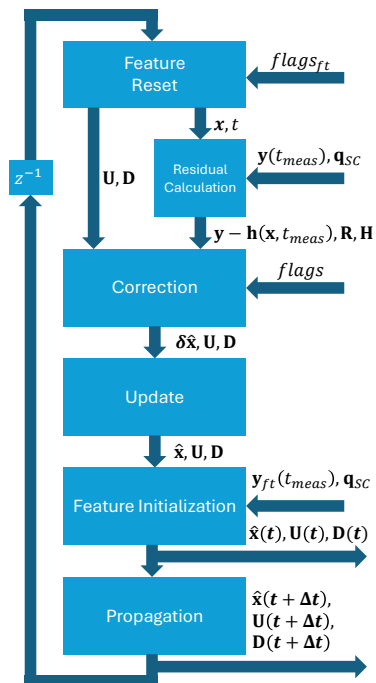 Feature
Reset
flags_ft
x, t
z⁻¹
U, D
Residual
Calculation
y(t_meas), q_SC
y − h(x, t_meas), R, H
Correction
flags
δx̂, U, D
Update
x̂, U, D
Feature Initialization
y_ft(t_meas), q_SC
x̂(t), U(t), D(t)
Propagation
x̂(t + Δt),
U(t + Δt),
D(t + Δt)